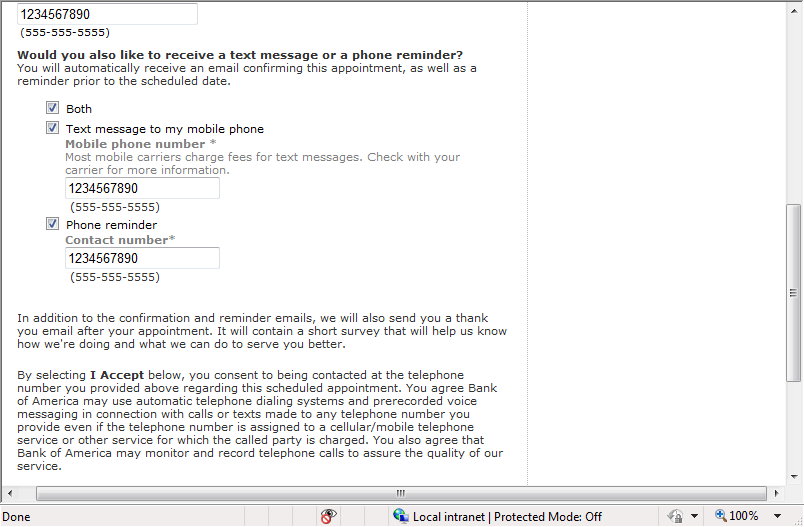 1234567890
(555-555-5555)
Would you also like to receive a text message or a phone reminder?
You will automatically receive an email confirming this appointment, as well as a
reminder prior to the scheduled date.
Both
Text message to my mobile phone
Mobile phone number *
Most mobile carriers charge fees for text messages. Check with your
carrier for more information.
1234567890
(555-555-5555)
Phone reminder
Contact number*
1234567890
(555-555-5555)
In addition to the confirmation and reminder emails, we will also send you a thank
you email after your appointment. It will contain a short survey that will help us know
how we're doing and what we can do to serve you better.
By selecting I Accept below, you consent to being contacted at the telephone
number you provided above regarding this scheduled appointment. You agree Bank
of America may use automatic telephone dialing systems and prerecorded voice
messaging in connection with calls or texts made to any telephone number you
provide even if the telephone number is assigned to a cellular/mobile telephone
service or other service for which the called party is charged. You also agree that
Bank of America may monitor and record telephone calls to assure the quality of our
service.
Done
Local intranet | Protected Mode: Off
100%